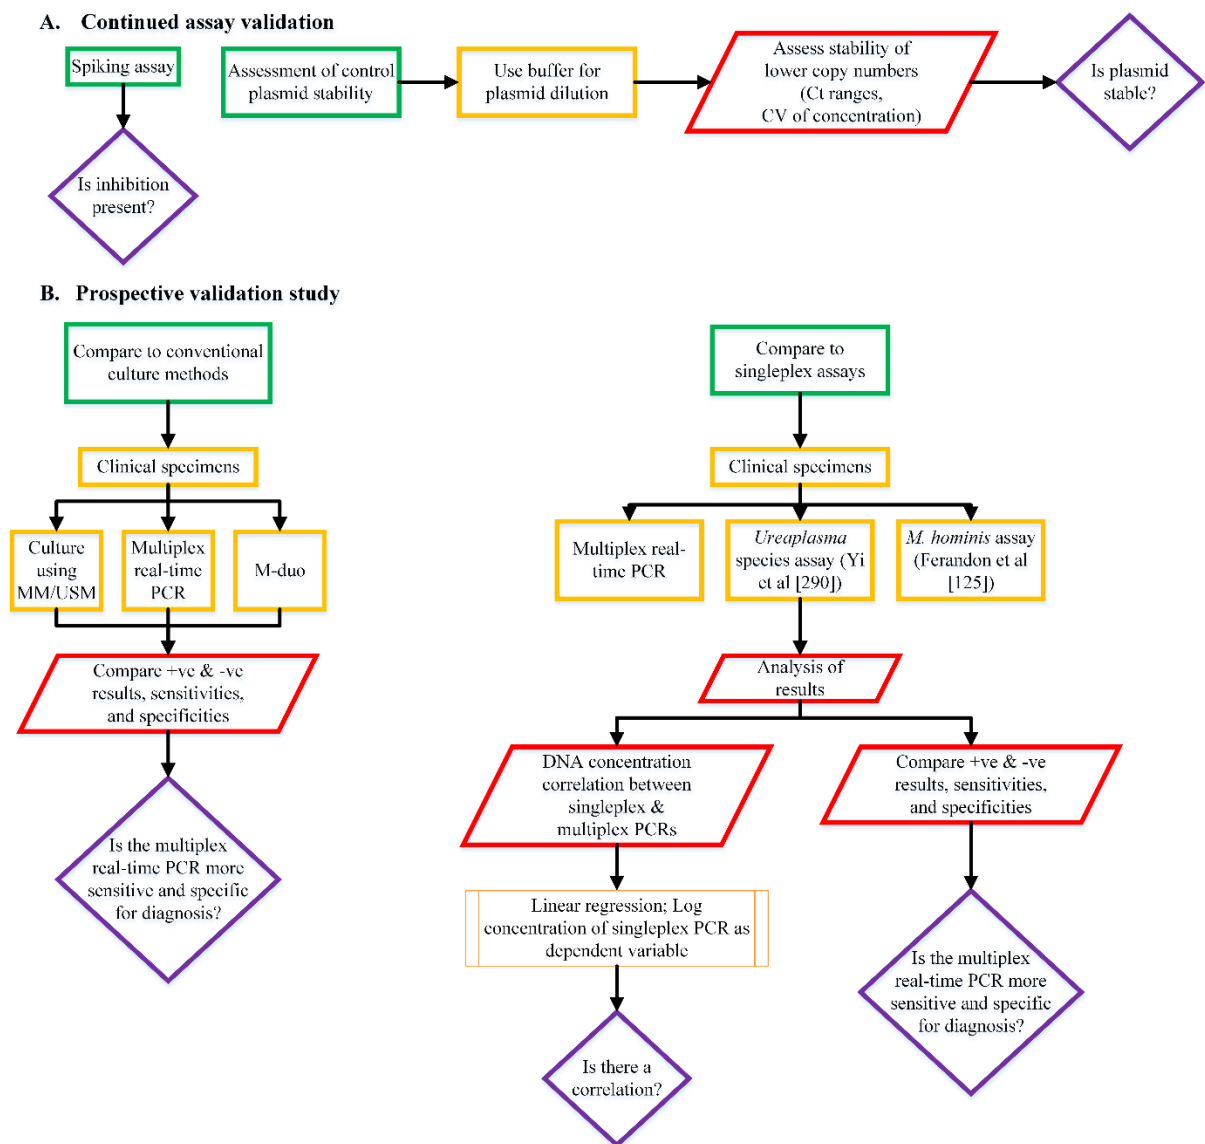 A. Continued assay validation
Spiking assay
Is inhibition
present?
Assessment of control
plasmid stability
Use buffer for
plasmid dilution
Assess stability of
lower copy numbers
(Ct ranges,
CV of concentration)
Is plasmid
stable?
B. Prospective validation study
Compare to conventional
culture methods
Clinical specimens
Culture
using
MM/USM
Multiplex
real-time
PCR
M-duo
Compare +ve & -ve
results, sensitivities,
and specificities
Is the multiplex
real-time PCR more
sensitive and specific
for diagnosis?
Compare to
singleplex assays
Clinical specimens
Multiplex real-
time PCR
Ureaplasma
species assay (Yi
et al [290])
M. hominis assay
(Ferandon et al
[125])
Analysis of
results
DNA concentration
correlation between
singleplex &
multiplex PCRs
Linear regression; Log
concentration of singleplex PCR as
dependent variable
Is there a
correlation?
Compare +ve & -ve
results, sensitivities,
and specificities
Is the multiplex
real-time PCR more
sensitive and specific
for diagnosis?